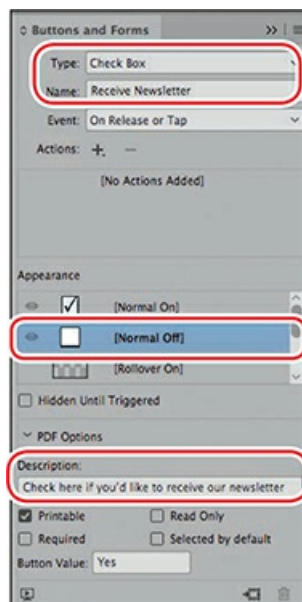 Buttons and Forms
Type: Check Box
Name: Receive Newsletter
Event: On Release or Tap
Actions:
[No Actions Added]
Appearance
[Normal On]
[Normal Off]
[Rollover On]
Hidden Until Triggered
PDF Options
Description:
Check here if you'd like to receive our newsletter
Printable Read Only
Required Selected by default
Button Value: Yes